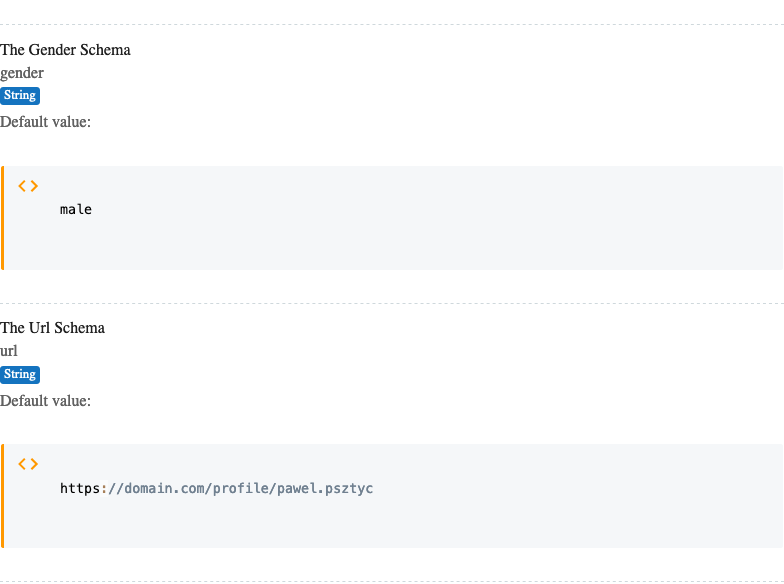 The Gender Schema
gender
String
Default value:
male
The Url Schema
url
String
Default value:
https://domain.com/profile/pawel.psztyc